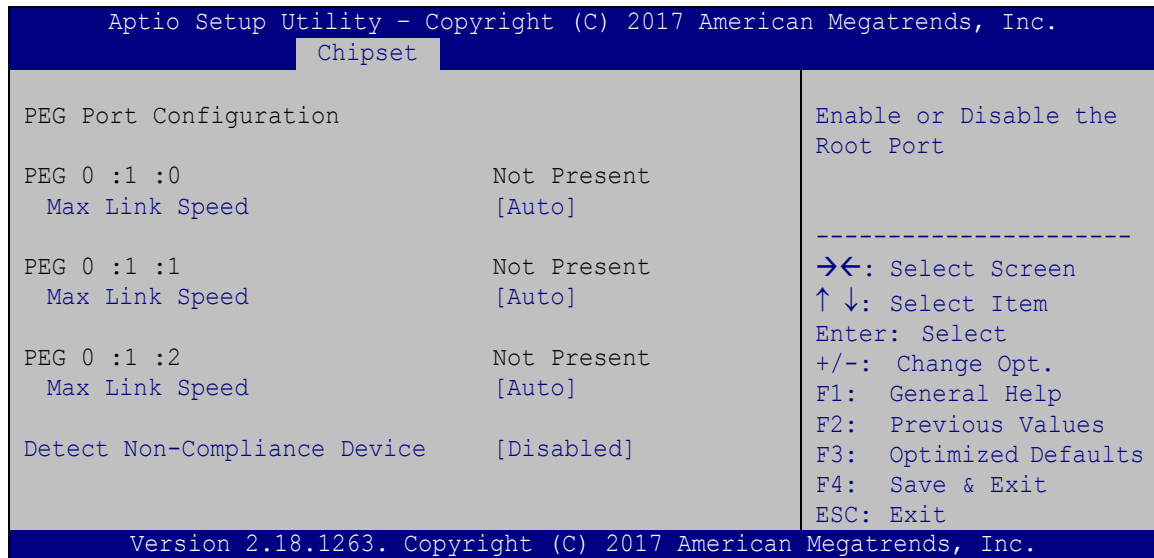 Aptio Setup Utility – Copyright (C) 2017 American Megatrends, Inc.
Chipset
PEG Port Configuration
PEG 0 :1 :0 Not Present
Max Link Speed [Auto]
PEG 0 :1 :1 Not Present
Max Link Speed [Auto]
PEG 0 :1 :2 Not Present
Max Link Speed [Auto]
Detect Non-Compliance Device [Disabled]
Enable or Disable the
Root Port
----------------------
→←: Select Screen
↑ ↓: Select Item
Enter: Select
+/-: Change Opt.
F1: General Help
F2: Previous Values
F3: Optimized Defaults
F4: Save & Exit
ESC: Exit
Version 2.18.1263. Copyright (C) 2017 American Megatrends, Inc.